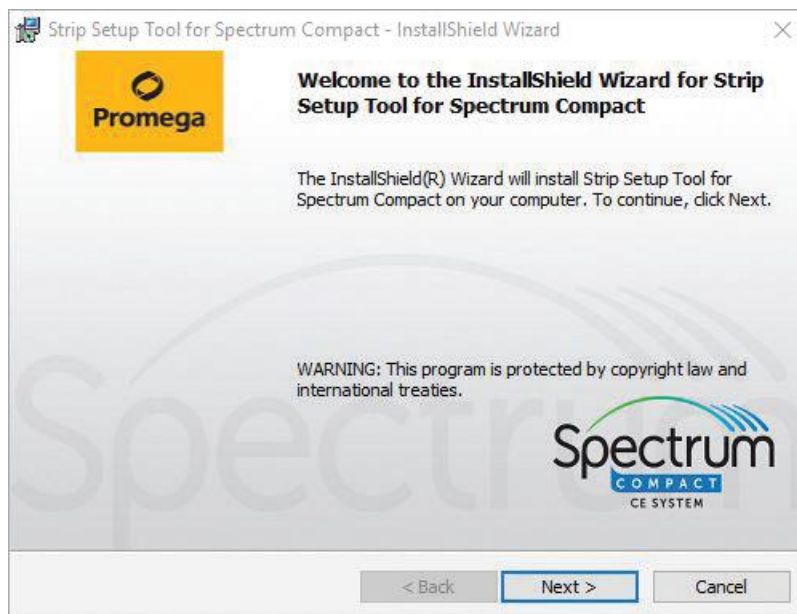 Strip Setup Tool for Spectrum Compact - InstallShield Wizard
Promega
Welcome to the InstallShield Wizard for Strip
Setup Tool for Spectrum Compact
The InstallShield(R) Wizard will install Strip Setup Tool for
Spectrum Compact on your computer. To continue, click Next.
WARNING: This program is protected by copyright law and
international treaties.
Spectrum
Spectrum
COMPACT
CE SYSTEM
< Back
Next >
Cancel